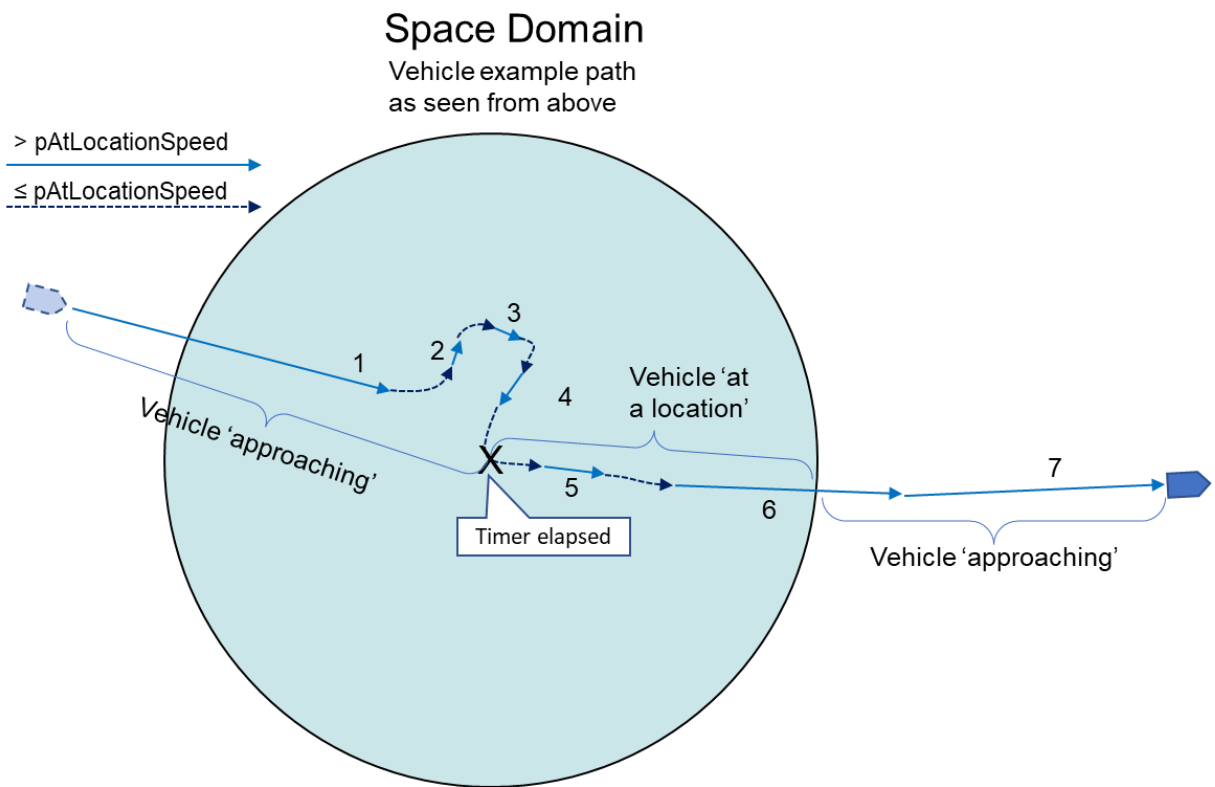 Space Domain
Vehicle example path
as seen from above
> pAtLocationSpeed
≤ pAtLocationSpeed
1
2
3
4
Vehicle 'at
a location'
Vehicle 'approaching'
X
5
6
7
Timer elapsed
Vehicle 'approaching'